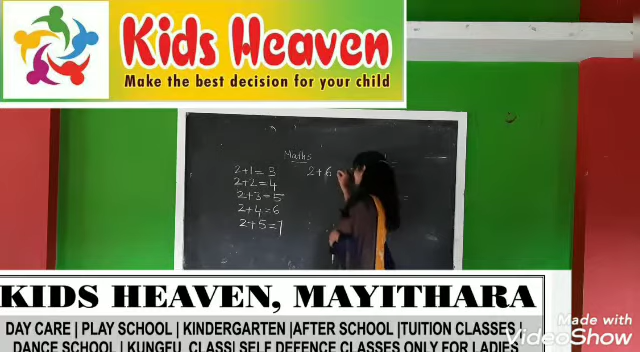 Kids Heaven
Make the best decision for your child
Maths
2+1=3
2+2=4
2+3=5
2+4=6
2+5=7
2+6
KIDS HEAVEN, MAYITHARA
DAY CARE | PLAY SCHOOL | KINDERGARTEN |AFTER SCHOOL |TUITION CLASSES |
DANCE SCHOOL | KUNGFU CLASS| SELF DEFENCE CLASSES ONLY FOR LADIES
Made with
VideoShow